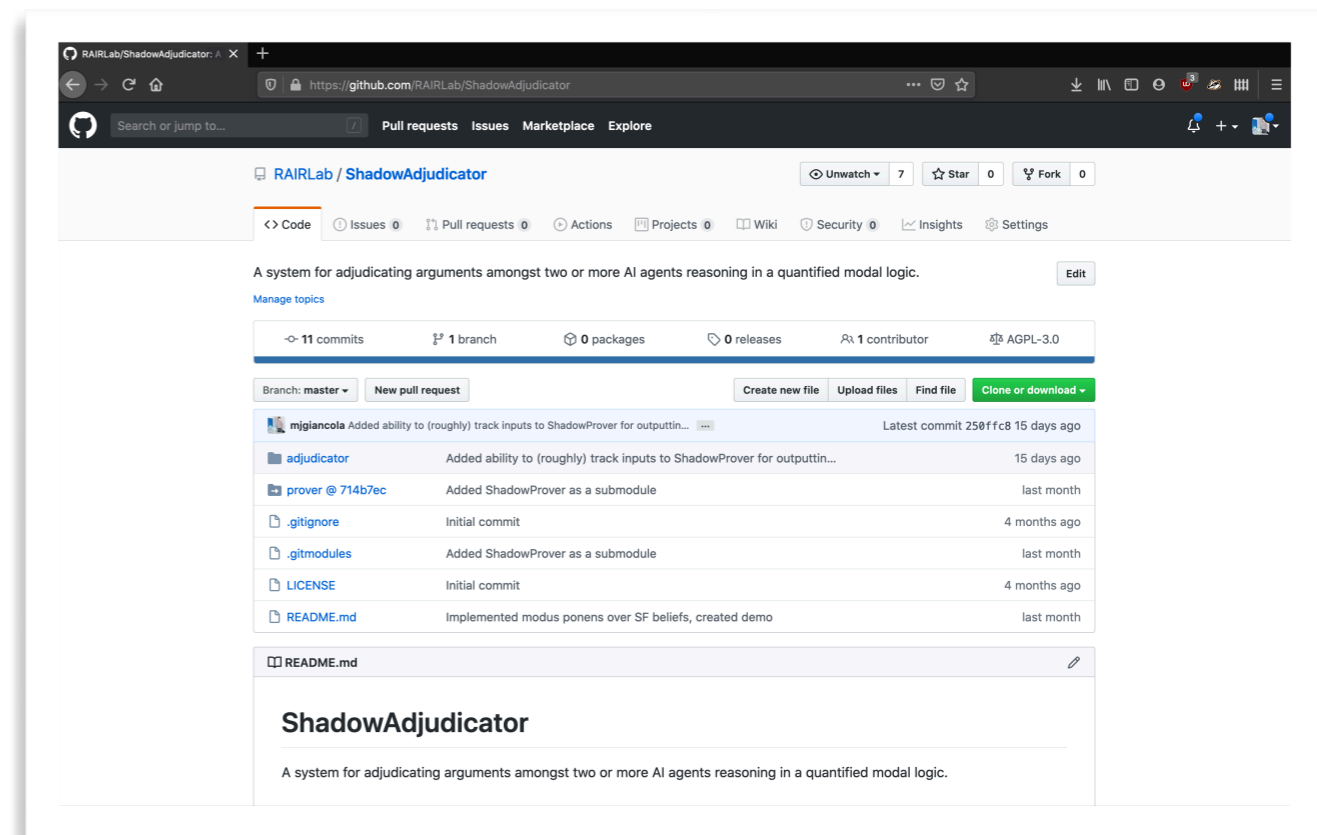 RAIRLab/ShadowAdjudicator: A
https://github.com/RAIRLab/ShadowAdjudicator
3
Search or jump to... / Pull requests Issues Marketplace Explore
RAIRLab / ShadowAdjudicator Unwatch 7 Star 0 Fork 0
<> Code Issues 0 Pull requests 0 Actions Projects 0 Wiki Security 0 Insights Settings
A system for adjudicating arguments amongst two or more AI agents reasoning in a quantified modal logic. Edit
Manage topics
11 commits 1 branch 0 packages 0 releases 1 contributor AGPL-3.0
Branch: master New pull request Create new file Upload files Find file Clone or download
mjgiancola Added ability to (roughly) track inputs to ShadowProver for outputtin... ... Latest commit 250ffc8 15 days ago
adjudicator Added ability to (roughly) track inputs to ShadowProver for outputtin... 15 days ago
prover @ 714b7ec Added ShadowProver as a submodule last month
.gitignore Initial commit 4 months ago
.gitmodules Added ShadowProver as a submodule last month
LICENSE Initial commit 4 months ago
README.md Implemented modus ponens over SF beliefs, created demo last month
README.md
ShadowAdjudicator
A system for adjudicating arguments amongst two or more AI agents reasoning in a quantified modal logic.